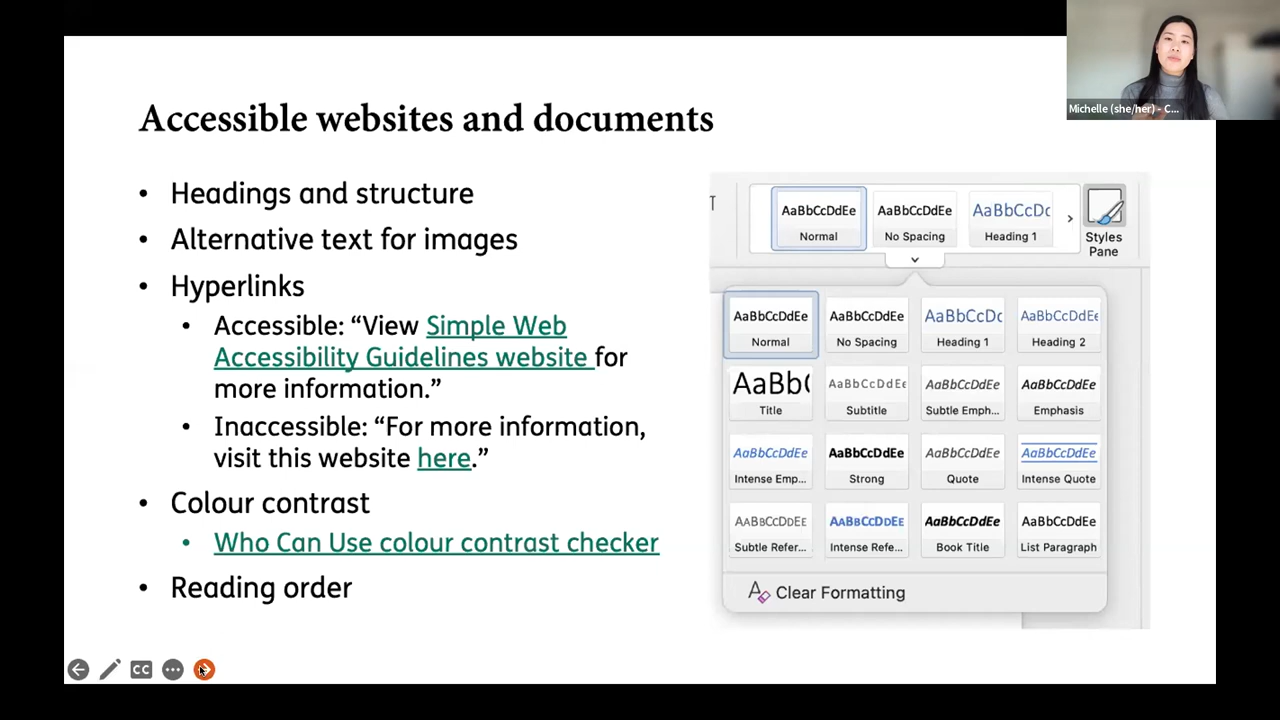 Michelle (she/her) - C...
Accessible websites and documents
• Headings and structure
• Alternative text for images
• Hyperlinks
• Accessible: “View Simple Web
Accessibility Guidelines website for
more information.”
• Inaccessible: “For more information,
visit this website here.”
• Colour contrast
• Who Can Use colour contrast checker
• Reading order
AaBbCcDdEe AaBbCcDdEe AaBbCcDc
Normal No Spacing Heading 1
Styles
Pane
AaBbCcDdEe AaBbCcDdEe AaBbCcDc AaBbCcDdEe
Normal No Spacing Heading 1 Heading 2
AaBb( AaBbCcDdEe AaBbCcDdEe AaBbCcDdEe
Title Subtitle Subtle Emph... Emphasis
AaBbCcDdEe AaBbCcDdEe AaBbCcDdEe AaBbCcDdEe
Intense Emp... Strong Quote Intense Quote
AaBbCcDdEe AaBbCcDdEe AaBbCcDdEe AaBbCcDdEe
Subtle Refer... Intense Refe... Book Title List Paragraph
Clear Formatting
CC